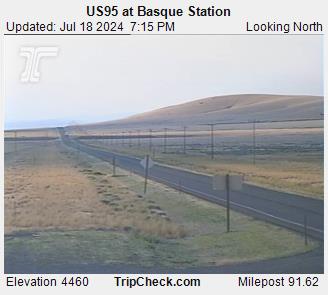 US95 at Basque Station
Updated: Jul 18 2024 7:15 PM Looking North
Elevation 4460 TripCheck.com Milepost 91.62